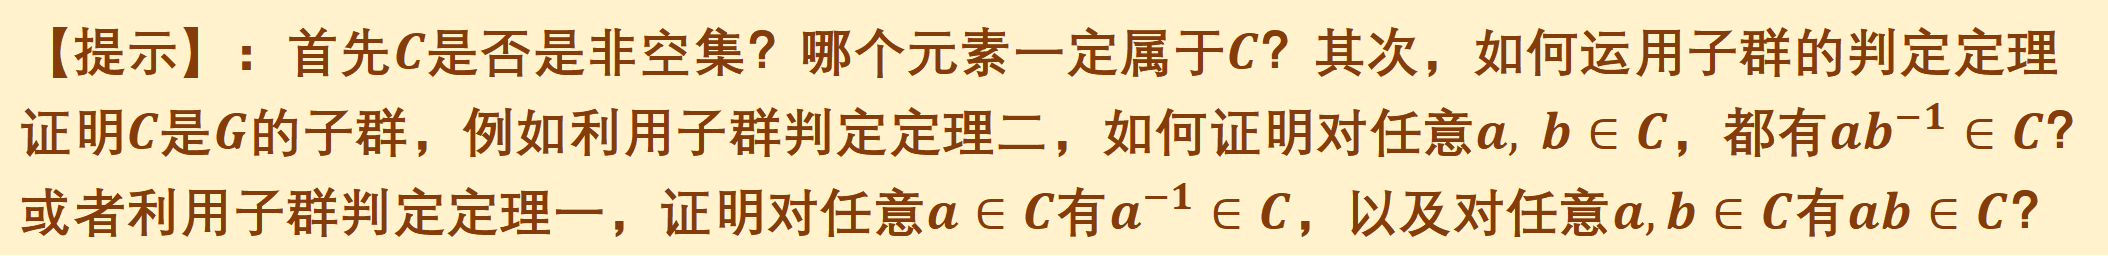 【提示】:首先C是否是非空集?哪个元素一定属于C?其次,如何运用子群的判定定理
证明C是G的子群,例如利用子群判定定理二,如何证明对任意a, b ∈ C,都有ab⁻¹ ∈ C?
或者利用子群判定定理一,证明对任意a ∈ C有a⁻¹ ∈ C,以及对任意a, b ∈ C有ab ∈ C?